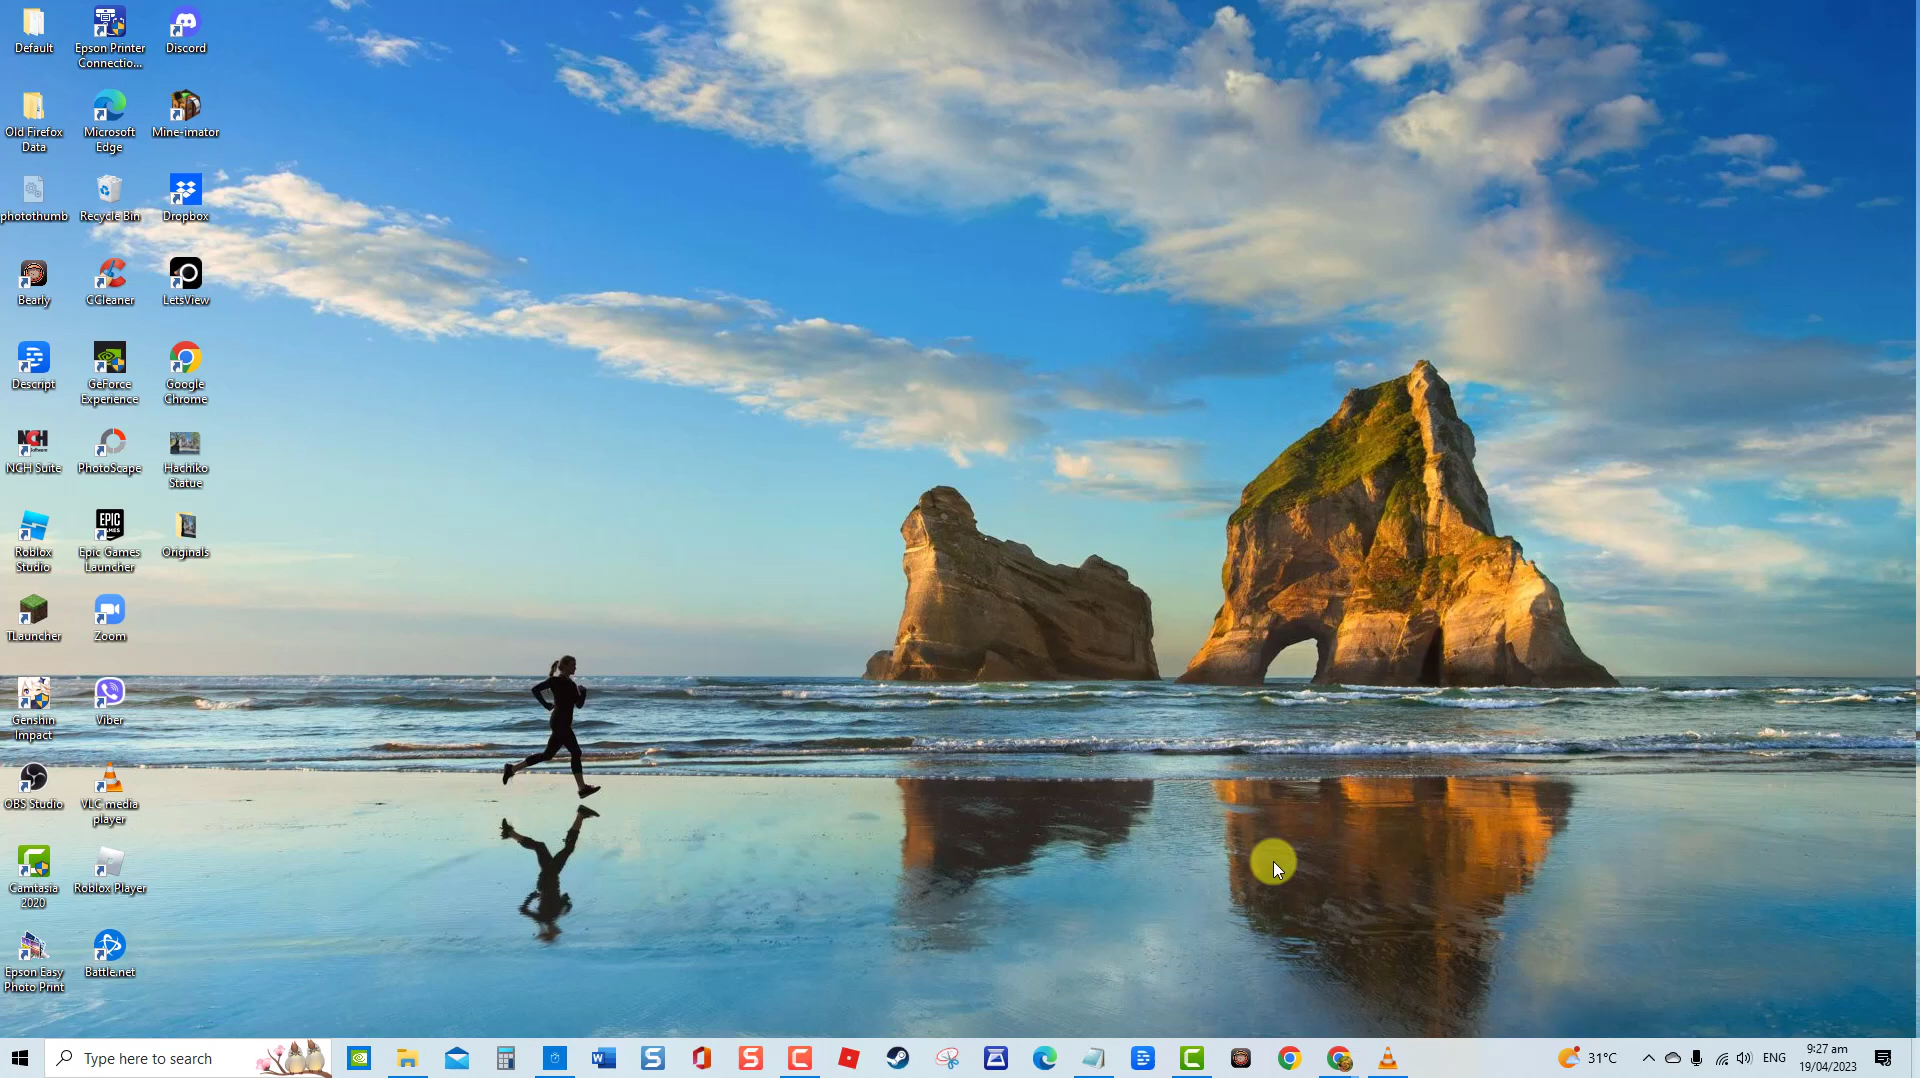 Default
Epson Printer
Connectio...
Discord
Old Firefox
Data
Microsoft
Edge
Mine-imator
photothumb
Recycle Bin
Dropbox
Bearly
CCleaner
LetsView
Descript
GeForce
Experience
Google
Chrome
NCH
NCH Suite
PhotoScape
Hachiko
Statue
Roblox
Studio
EPIC
GAMES
Epic Games
Launcher
Originals
TLauncher
Zoom
Genshin
Impact
Viber
OBS Studio
VLC media
player
Camtasia
2020
Roblox Player
Epson Easy
Photo Print
Battle.net
Type here to search
31°C
ENG
9:27 am
19/04/2023